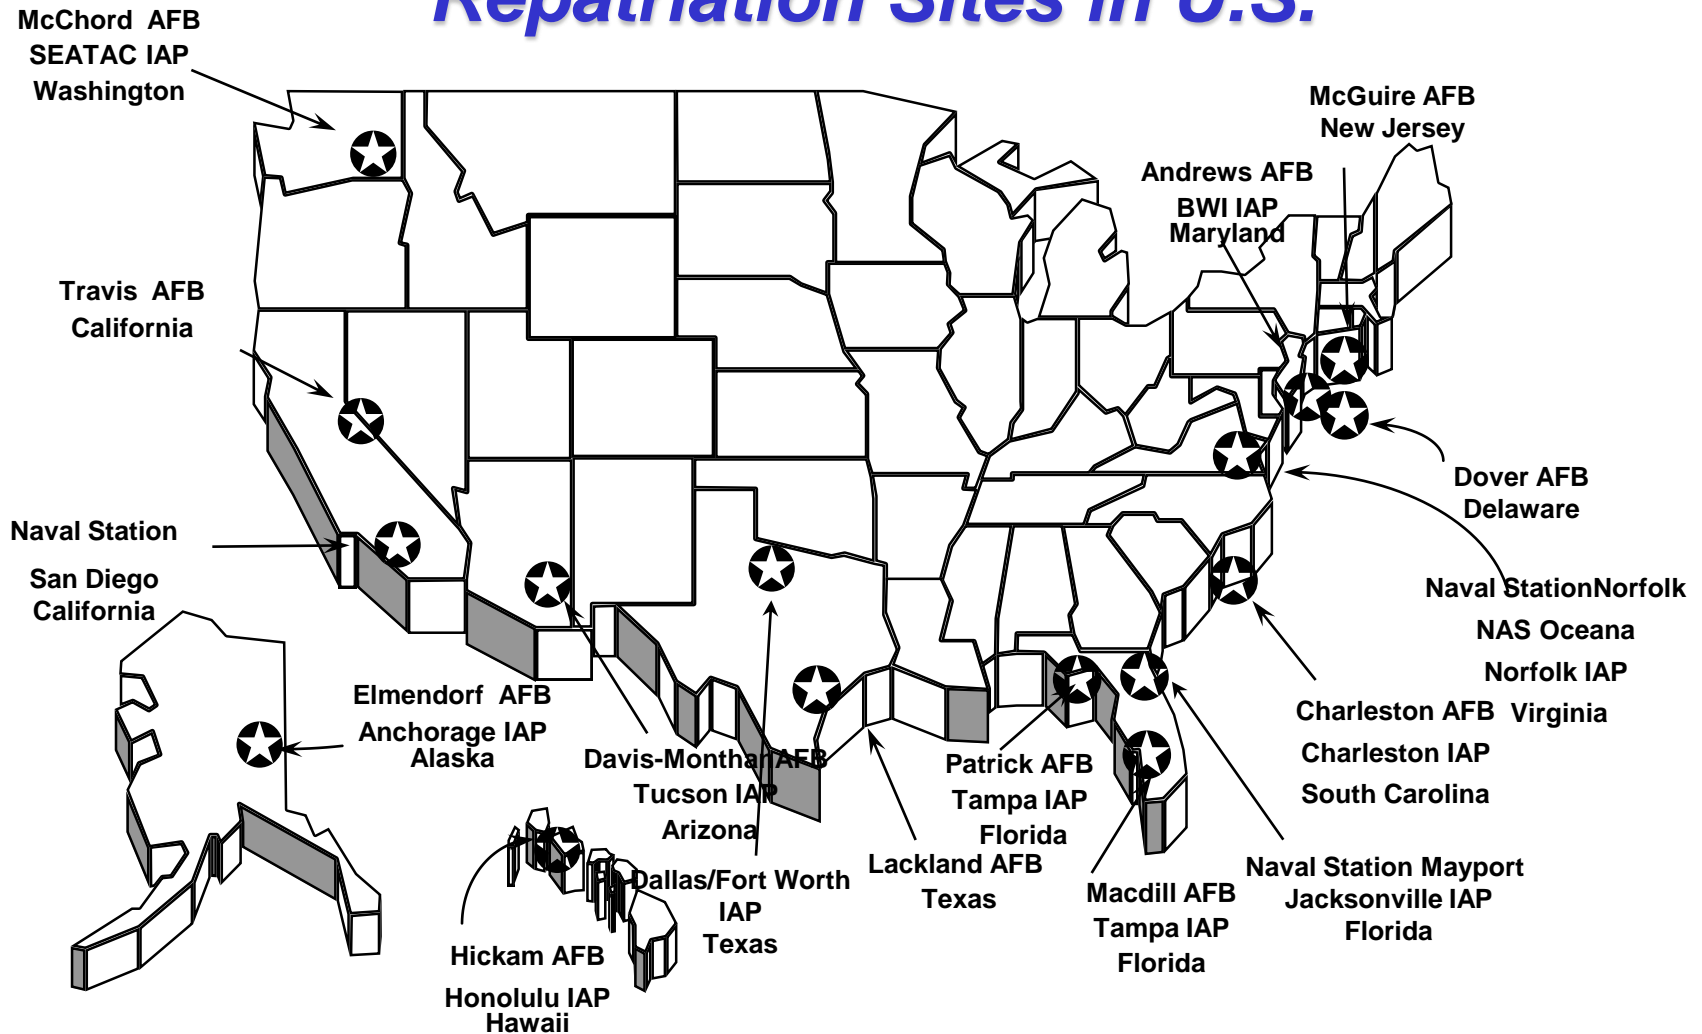 Repatriation Sites in U.S.
McChord AFB
SEATAC IAP
Washington
McGuire AFB
New Jersey
Andrews AFB
BWI IAP
Maryland
Travis AFB
California
Dover AFB
Delaware
Naval Station
San Diego
California
Naval StationNorfolk
NAS Oceana
Norfolk IAP
Virginia
Elmendorf AFB
Anchorage IAP
Alaska
Charleston AFB
Charleston IAP
South Carolina
Davis-Monthan AFB
Tucson IAP
Arizona
Patrick AFB
Tampa IAP
Florida
Dallas/Fort Worth
IAP
Texas
Lackland AFB
Texas
Macdill AFB
Tampa IAP
Florida
Naval Station Mayport
Jacksonville IAP
Florida
Hickam AFB
Honolulu IAP
Hawaii